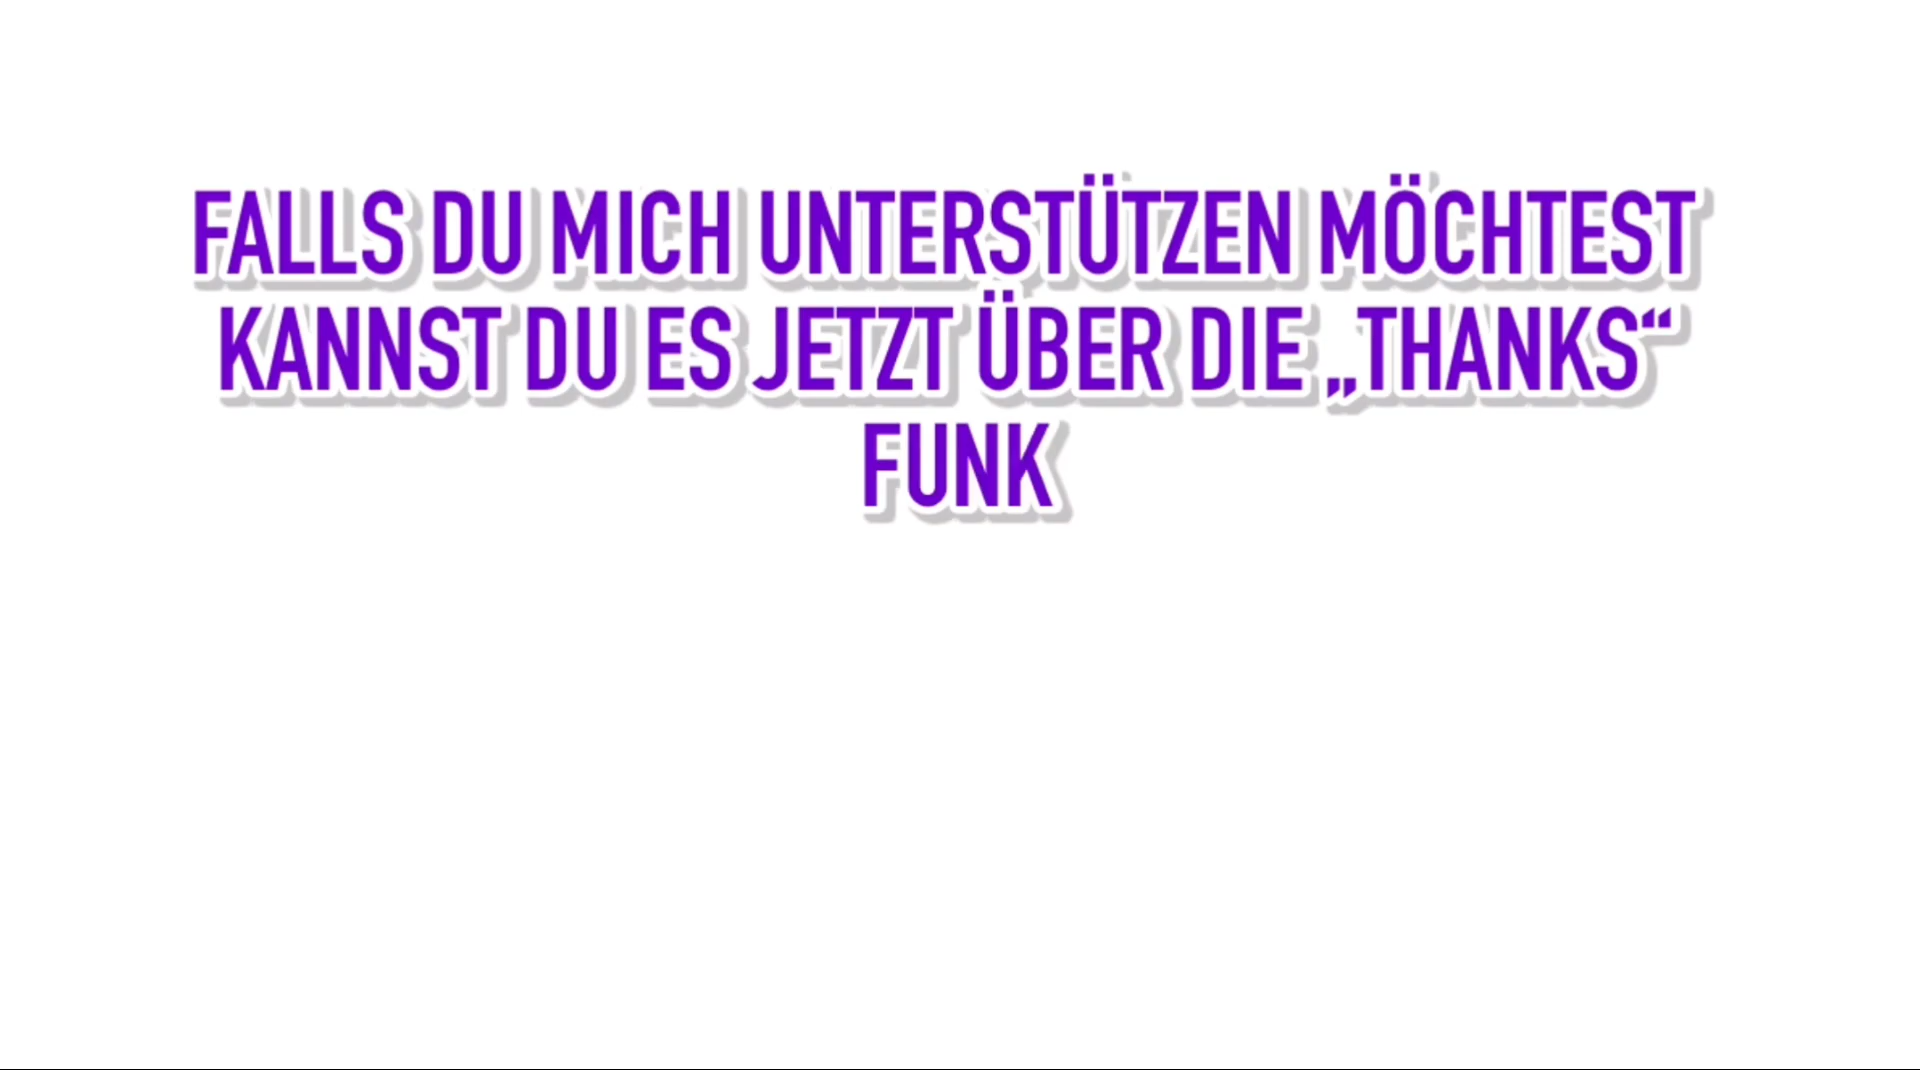 FALLS DU MICH UNTERSTÜTZEN MÖCHTEST
KANNST DU ES JETZT ÜBER DIE „THANKS“
FUNK